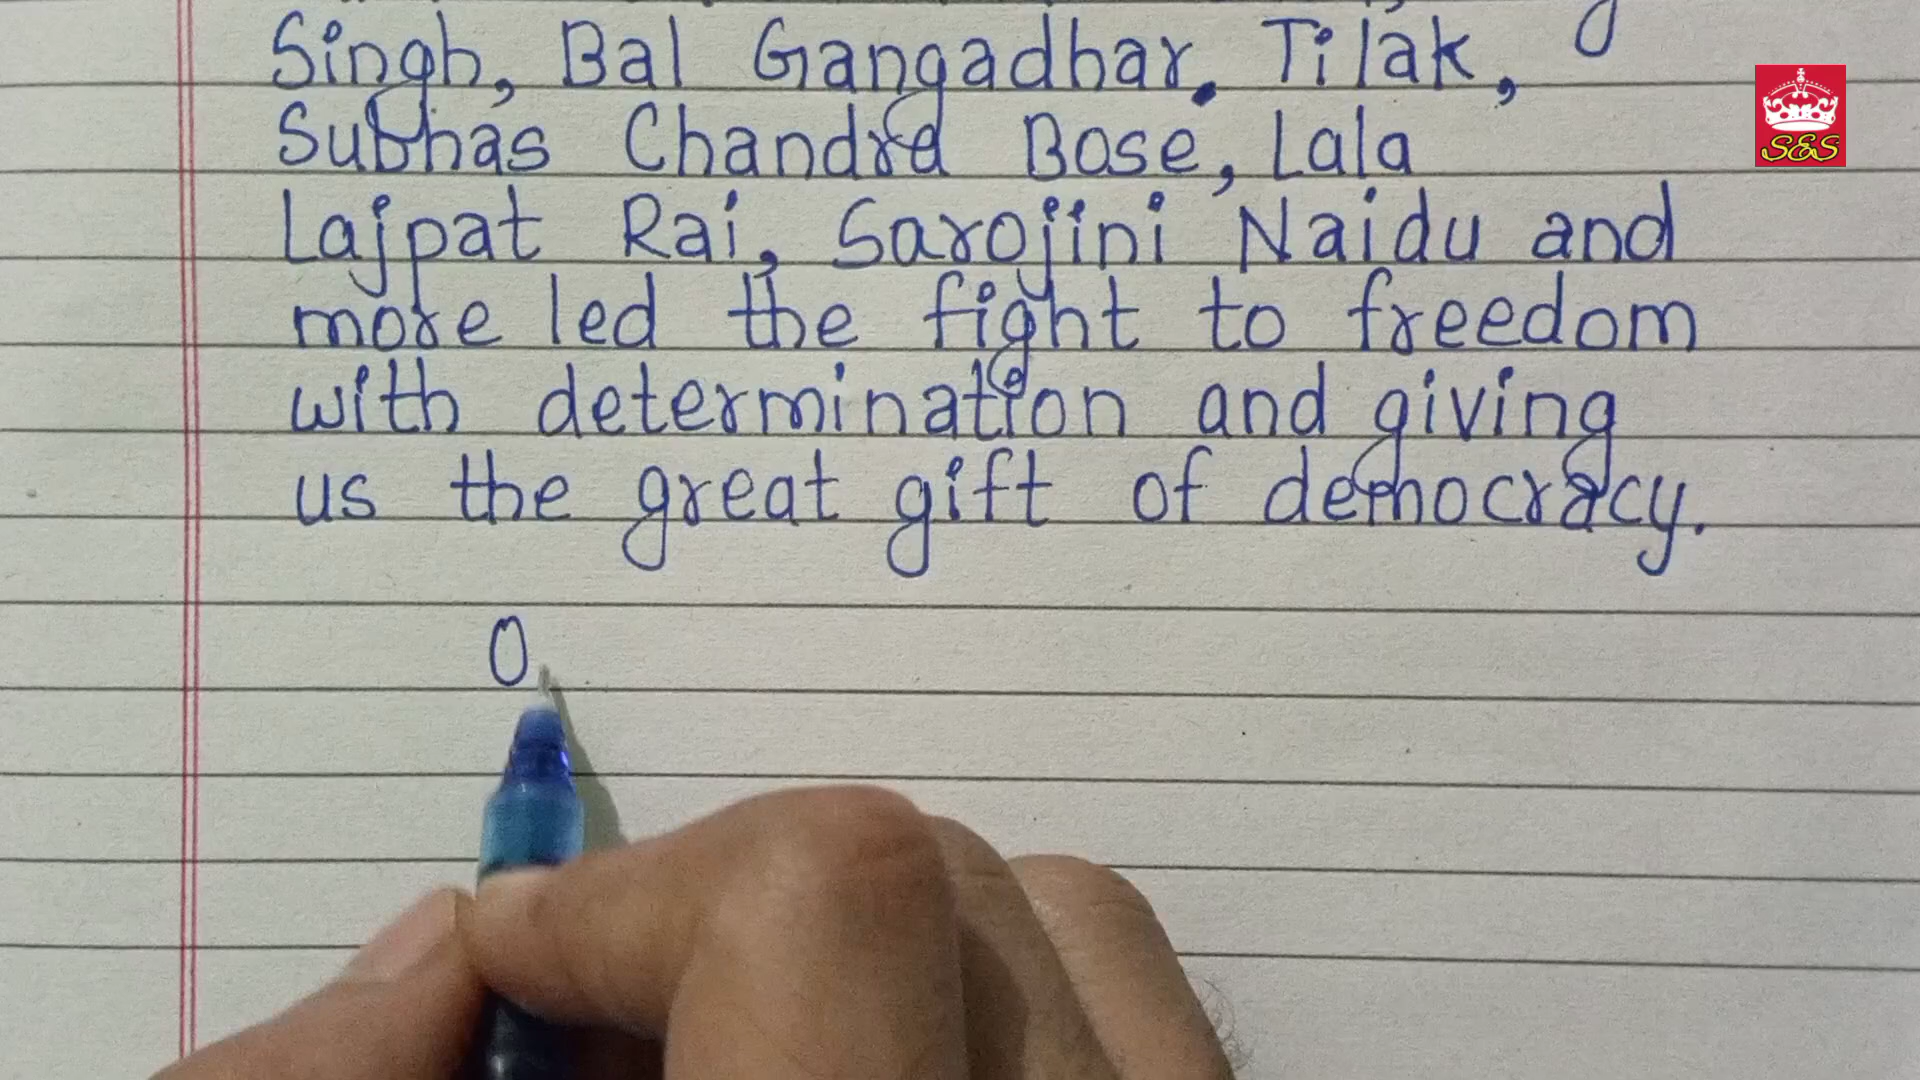 Singh, Bal Gangadhar Tilak,
Subhas Chandra Bose, Lala
Lajpat Rai, Sarojini Naidu and
more led the fight to freedom
with determination and giving
us the great gift of democracy.
O
S&S